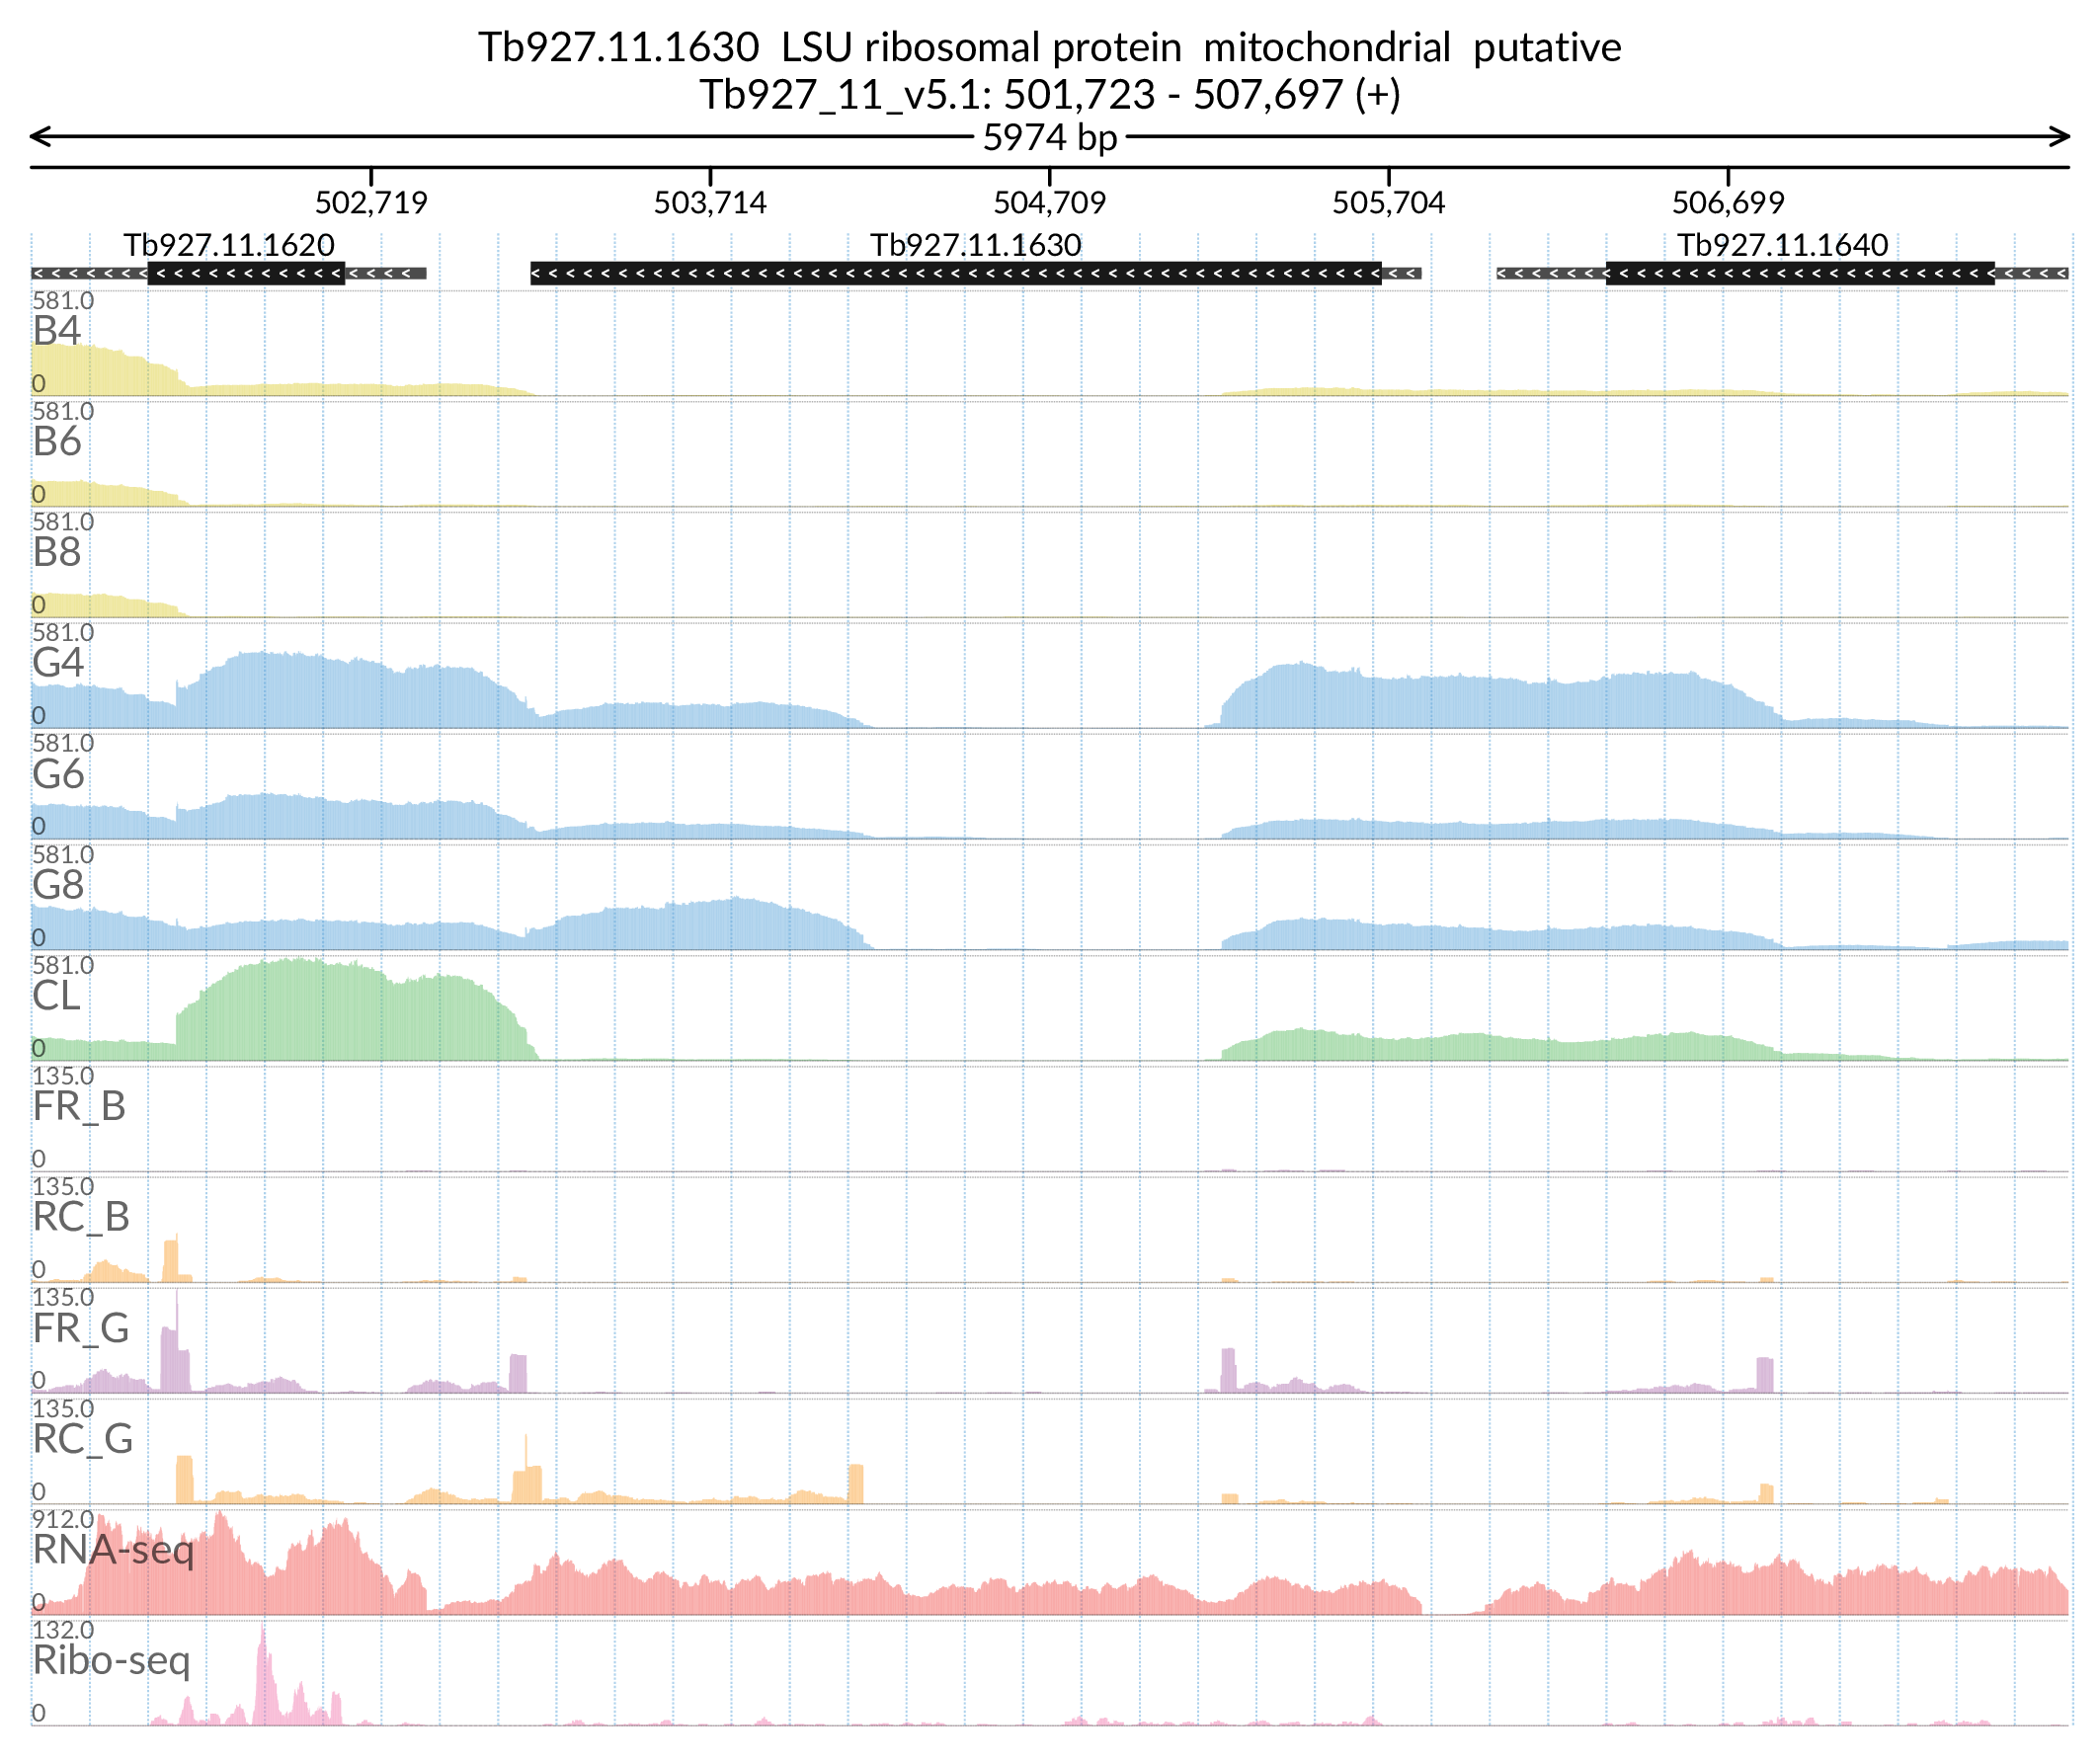 Tb927.11.1630 LSU ribosomal protein mitochondrial putative
Tb927_11_v5.1: 501,723 - 507,697 (+)
5974 bp
502,719 503,714 504,709 505,704 506,699
Tb927.11.1620 Tb927.11.1630 Tb927.11.1640
581.0
B4
0
581.0
B6
0
581.0
B8
0
581.0
G4
0
581.0
G6
0
581.0
G8
0
581.0
CL
0
135.0
FR_B
0
135.0
RC_B
0
135.0
FR_G
0
135.0
RC_G
0
912.0
RNA-seq
0
132.0
Ribo-seq
0